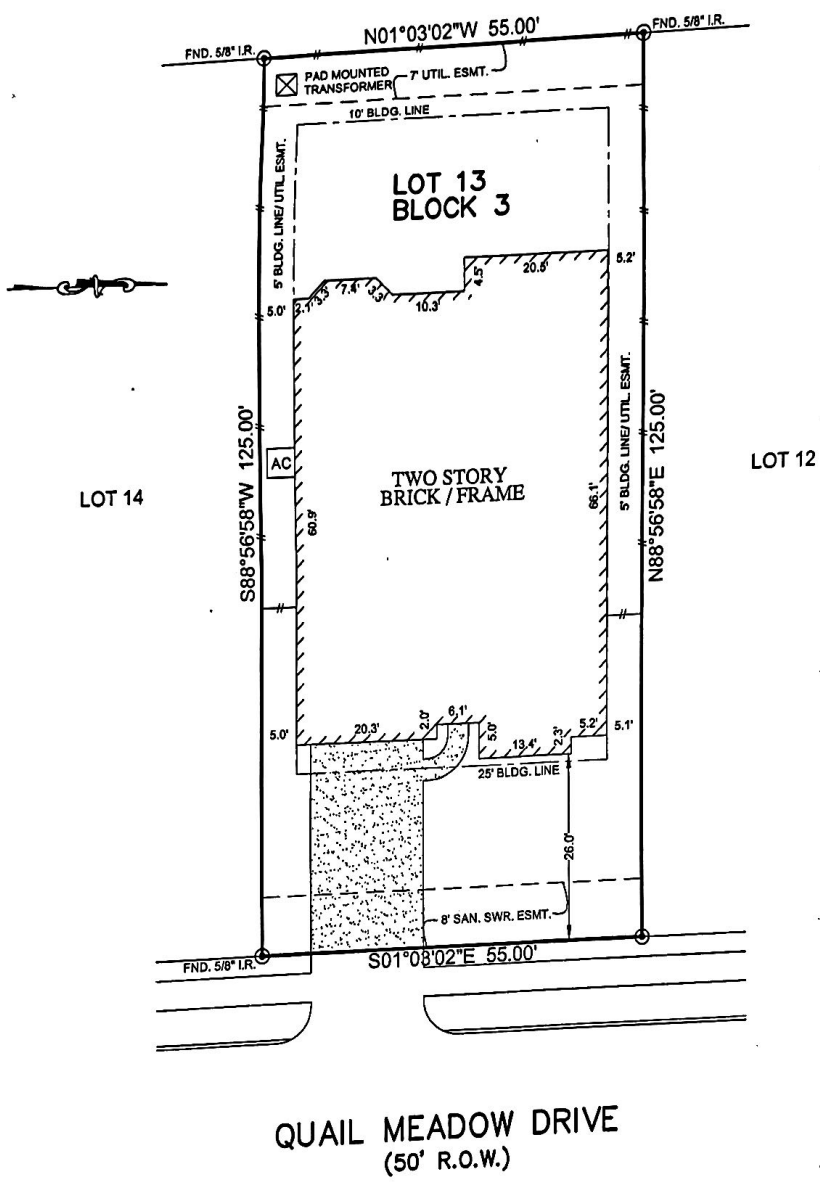 N01°03'02"W 55.00'
FND. 5/8" I.R.
FND. 5/8" I.R.
PAD MOUNTED
TRANSFORMER
7' UTIL. ESMT.
10' BLDG. LINE
5' BLDG. LINE/ UTIL. ESMT.
LOT 13
BLOCK 3
5.2'
20.5'
4.5'
7.4'
3.3'
3.3'
2.1'
10.3'
5.0'
S88°56'58"W 125.00'
AC
TWO STORY
BRICK / FRAME
60.9'
66.1'
5' BLDG. LINE/ UTIL. ESMT.
N88°56'58"E 125.00'
LOT 14
LOT 12
5.0'
20.3'
2.0'
6.1'
5.0'
13.4'
2.3'
5.2'
5.1'
25' BLDG. LINE
26.0'
8' SAN. SWR. ESMT.
FND. 5/8" I.R.
S01°03'02"E 55.00'
QUAIL MEADOW DRIVE
(50' R.O.W.)